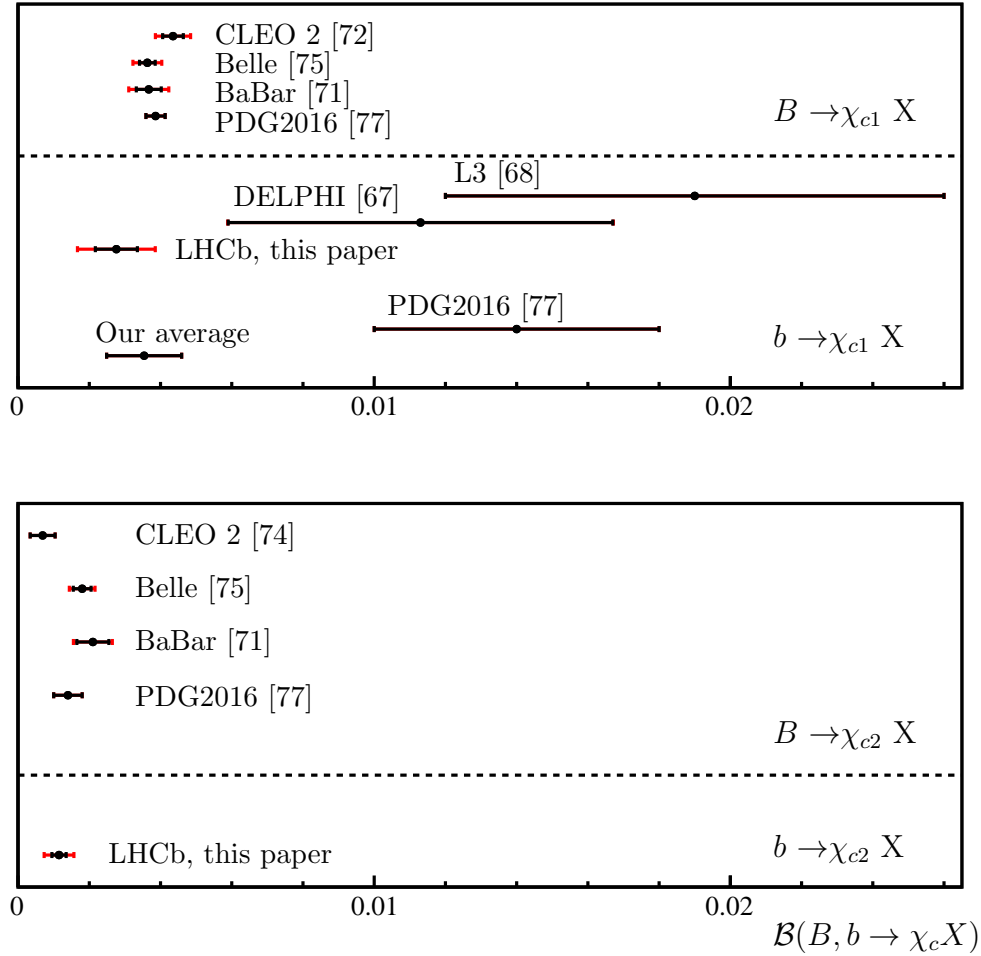 CLEO 2 [72]
Belle [75]
BaBar [71]
PDG2016 [77]
B →χc1 X
L3 [68]
DELPHI [67]
LHCb, this paper
PDG2016 [77]
Our average
b →χc1 X
0 0.01 0.02
CLEO 2 [74]
Belle [75]
BaBar [71]
PDG2016 [77]
B →χc2 X
LHCb, this paper
b →χc2 X
0 0.01 0.02
ℬ(B, b → χcX)